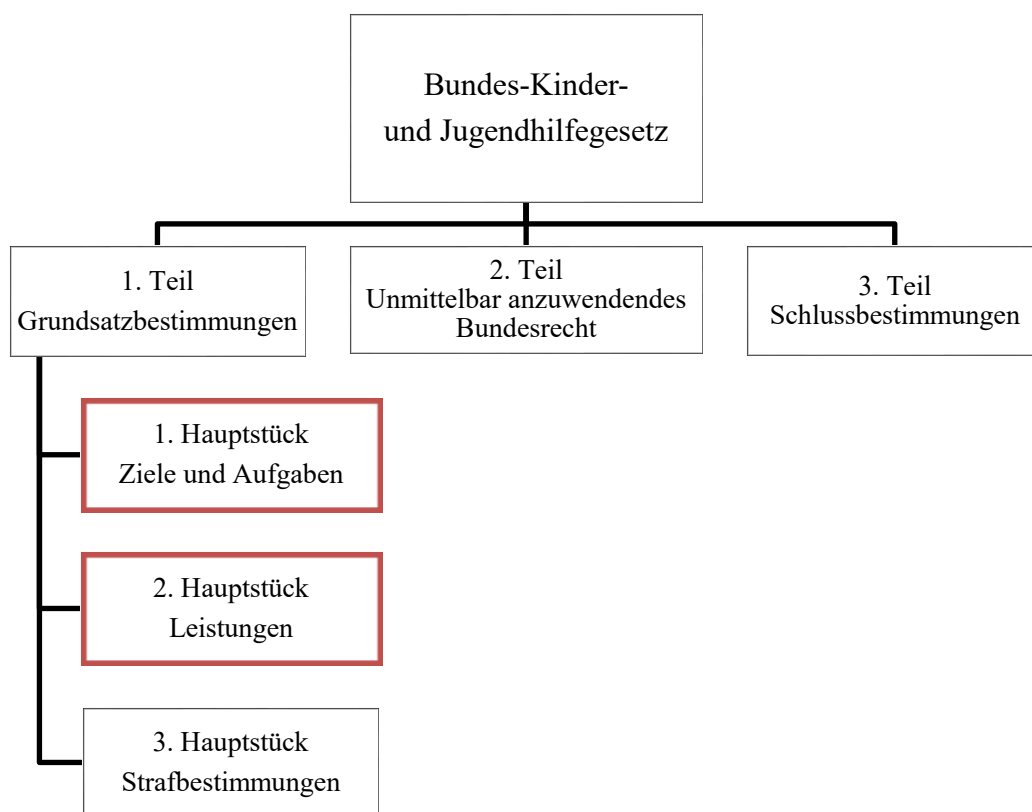 Bundes-Kinder-
und Jugendhilfegesetz
1. Teil
Grundsatzbestimmungen
2. Teil
Unmittelbar anzuwendendes
Bundesrecht
3. Teil
Schlussbestimmungen
1. Hauptstück
Ziele und Aufgaben
2. Hauptstück
Leistungen
3. Hauptstück
Strafbestimmungen